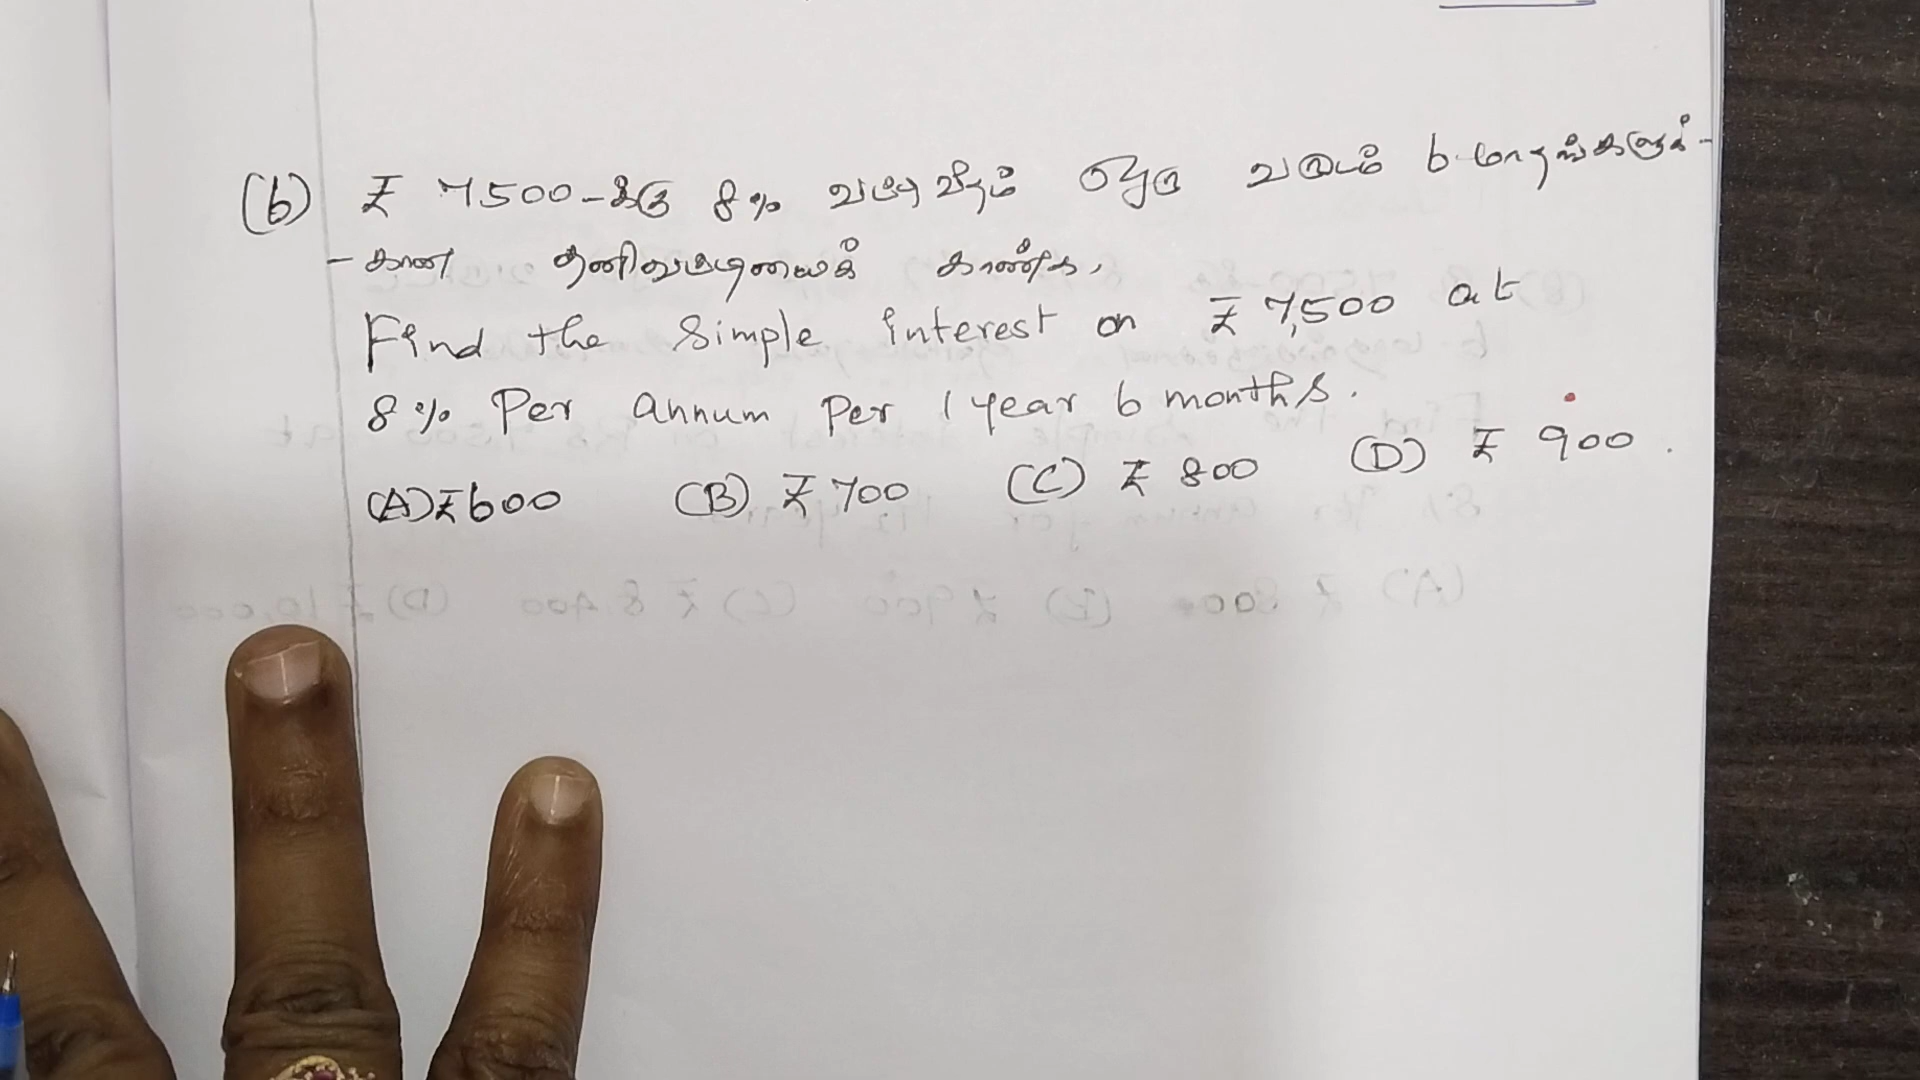 (6) ₹ 7500-க்கு 8% வட்டி வீதம் ஒரு வருடம் 6 மாதங்களுக்-
-கான தனிவட்டியைக் காண்க.
Find the Simple interest on ₹ 7,500 at
8% Per annum Per 1 year 6 months.
(A) ₹ 600 (B) ₹ 700 (C) ₹ 800 (D) ₹ 900.